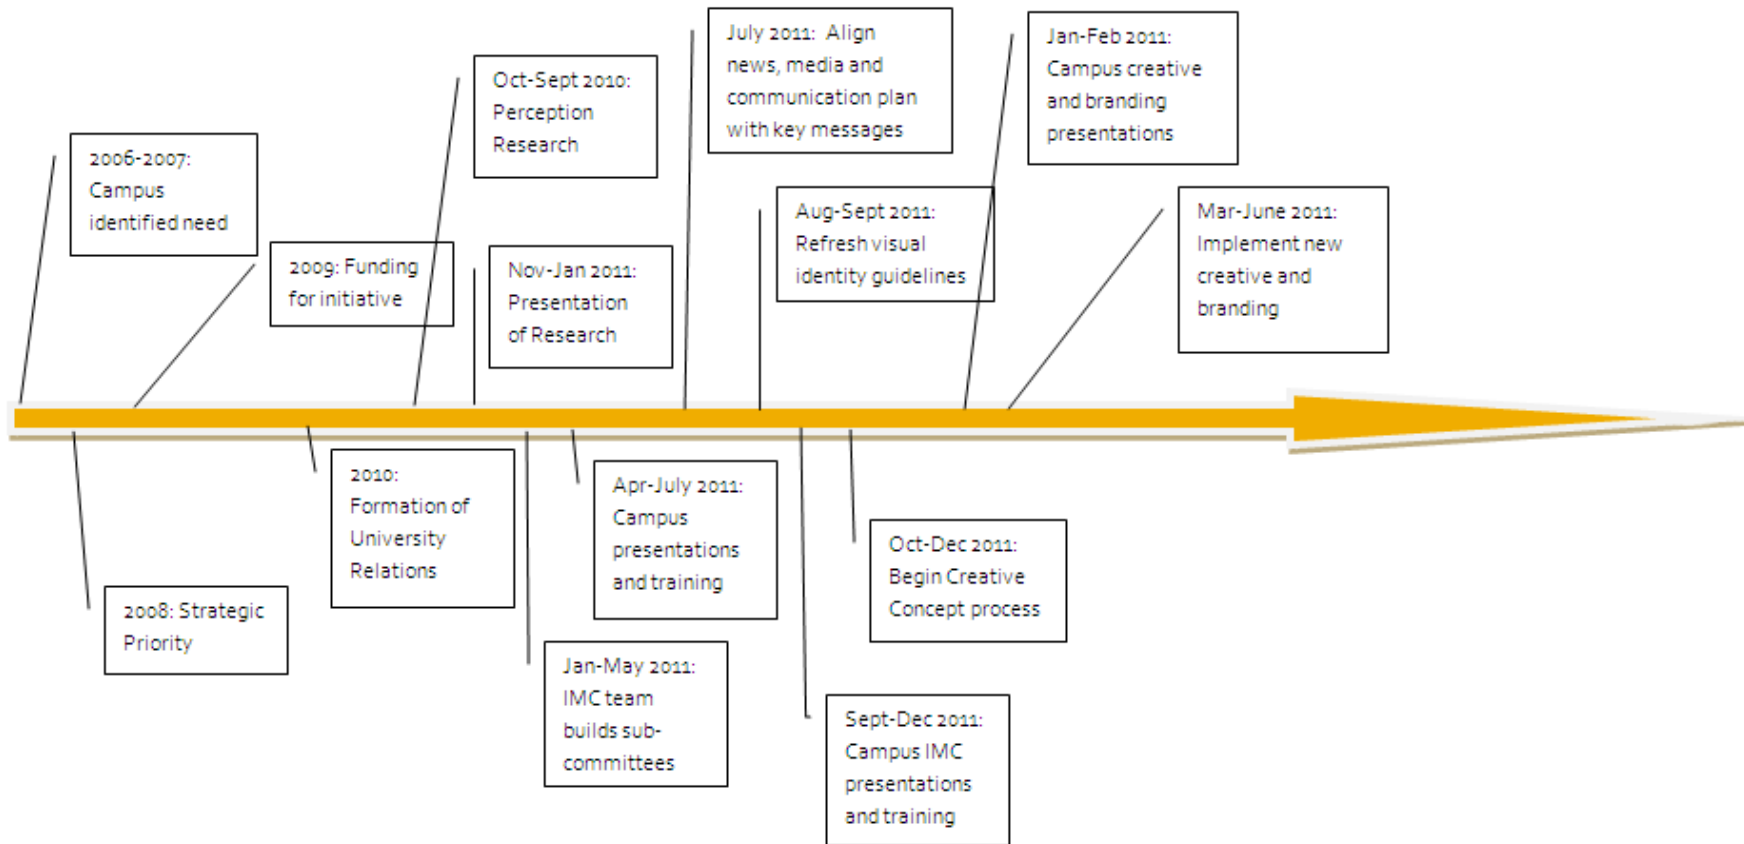 2006-2007:
Campus
identified need
2009: Funding
for initiative
Oct-Sept 2010:
Perception
Research
Nov-Jan 2011:
Presentation
of Research
July 2011:  Align
news, media and
communication plan
with key messages
Aug-Sept 2011:
Refresh visual
identity guidelines
Jan-Feb 2011:
Campus creative
and branding
presentations
Mar-June 2011:
Implement new
creative and
branding
2008: Strategic
Priority
2010:
Formation of
University
Relations
Jan-May 2011:
IMC team
builds sub-
committees
Apr-July 2011:
Campus
presentations
and training
Sept-Dec 2011:
Campus IMC
presentations
and training
Oct-Dec 2011:
Begin Creative
Concept process